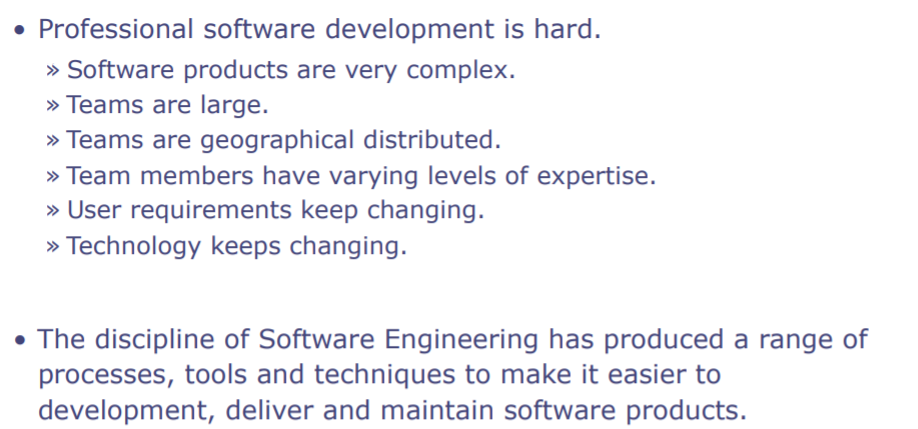 • Professional software development is hard.
» Software products are very complex.
» Teams are large.
» Teams are geographical distributed.
» Team members have varying levels of expertise.
» User requirements keep changing.
» Technology keeps changing.
• The discipline of Software Engineering has produced a range of
processes, tools and techniques to make it easier to
development, deliver and maintain software products.